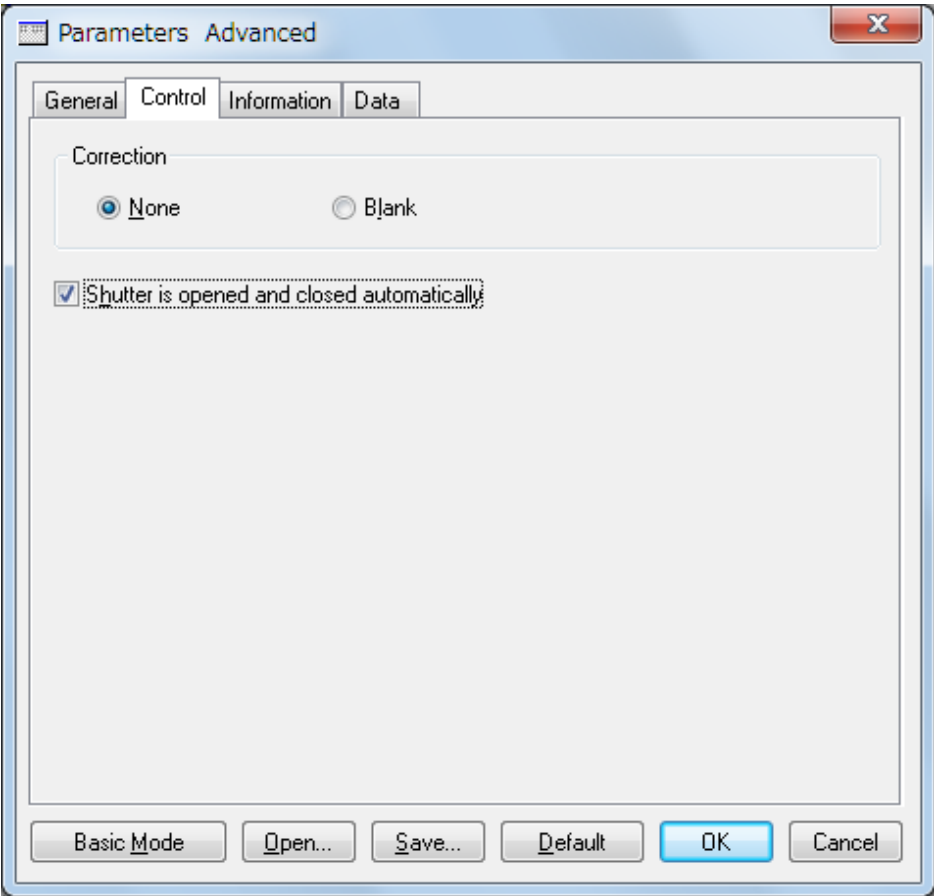 Parameters Advanced
General Control Information Data
Correction
None Blank
Shutter is opened and closed automatically
Basic Mode Open... Save... Default OK Cancel